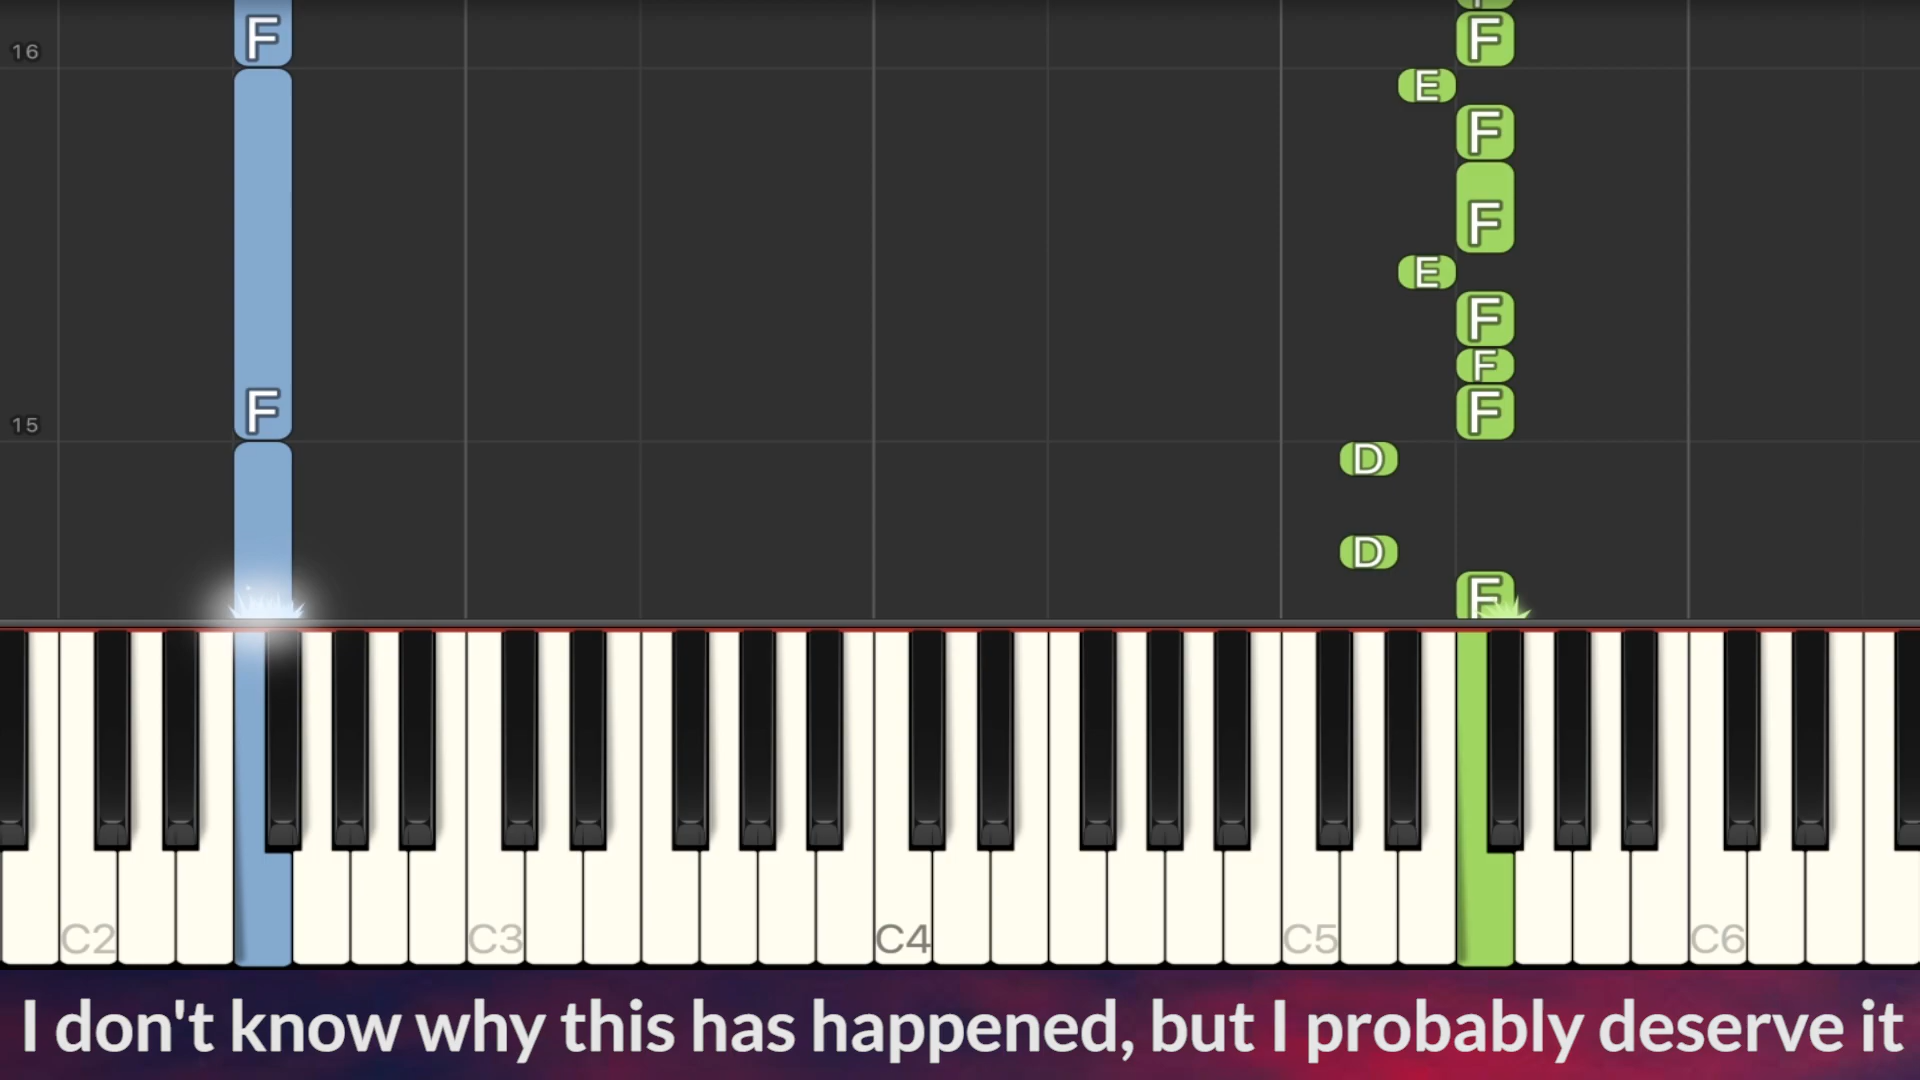 F F
16
E
F
F
E
F
F
F F
15
D
D
F
C2 C3 C4 C5 C6
I don't know why this has happened, but I probably deserve it